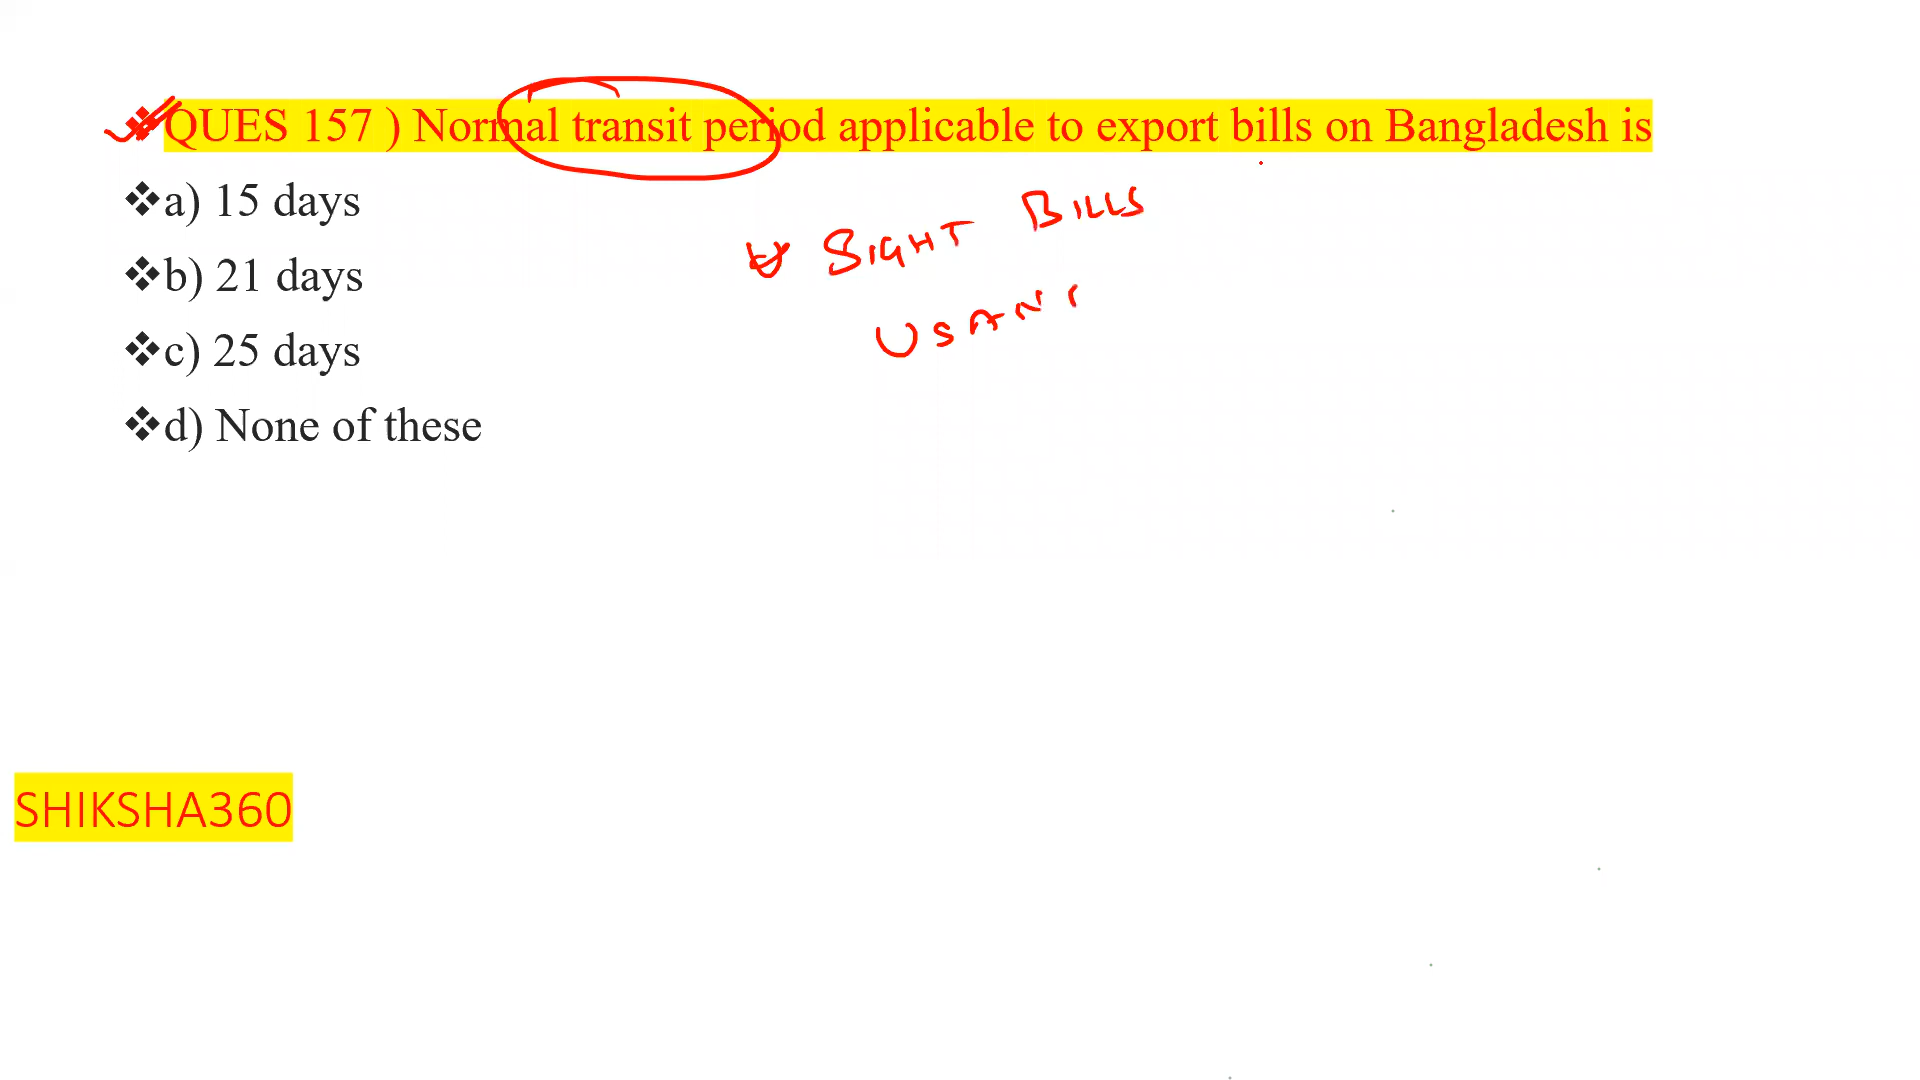 ❖QUES 157 ) Normal transit period applicable to export bills on Bangladesh is
❖a) 15 days
SIGHT BILLS
❖b) 21 days
USAN
❖c) 25 days
❖d) None of these
SHIKSHA360